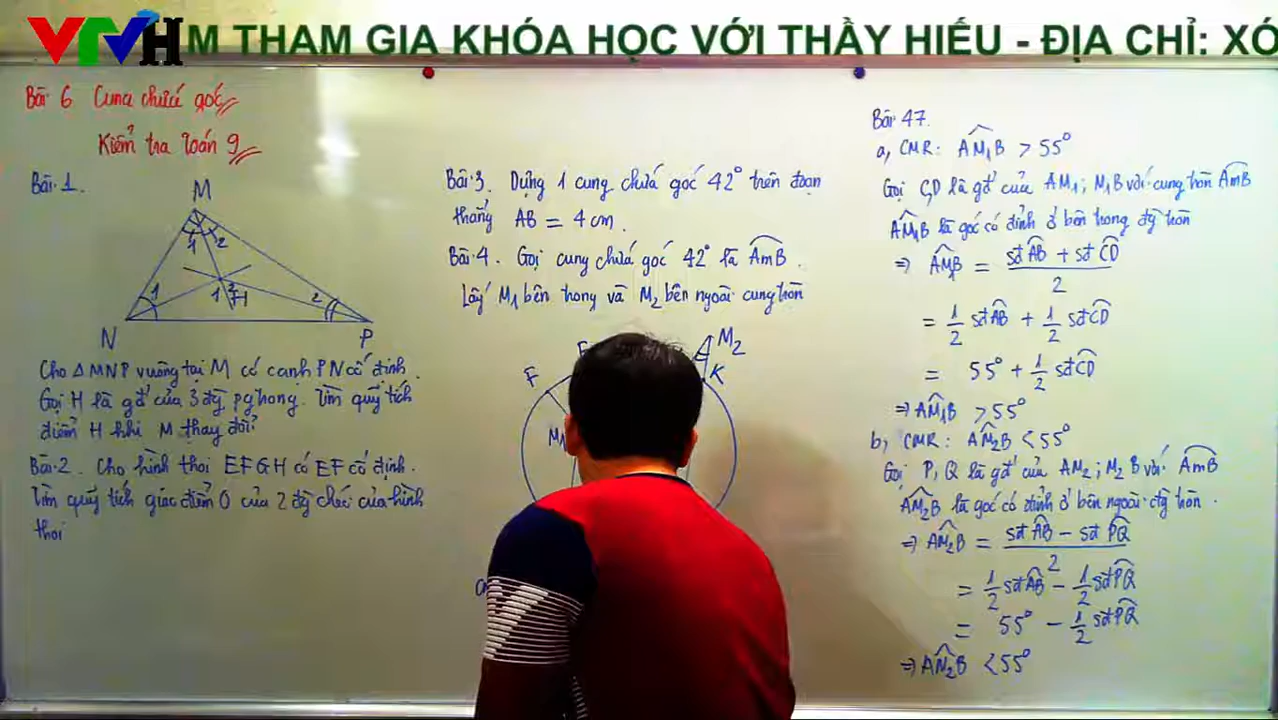 VTVH
M THAM GIA KHÓA HỌC VỚI THẦY HIẾU - ĐỊA CHỈ: XÓ
Bài 6 Cung chứa góc
Kiểm tra Toán 9
Bài 1.
M
1 2
1
1 2
H
2
N
P
Cho △MNP vuông tại M có cạnh PN cố định.
Gọi H là gđ của 3 đg pg trong. Tìm quỹ tích
điểm H khi M thay đổi?
Bài 2. Cho hình thoi EFGH có EF cố định.
Tìm quỹ tích giao điểm O của 2 đg chéo của hình
thoi
Bài 3. Dựng 1 cung chứa góc 42° trên đoạn
thẳng AB = 4 cm.
Bài 4. Gọi cung chứa góc 42° là AmB.
Lấy M1 bên trong và M2 bên ngoài cung tròn
M2
K
F
M1
Bài 47.
a, CMR: AM1B > 55°
Gọi C,D là gđ của AM1; M1B với cung tròn AmB
AM1B là góc có đỉnh ở bên trong đg tròn
⇒ AM1B = (sđ AB + sđ CD) / 2
= 1/2 sđ AB + 1/2 sđ CD
= 55° + 1/2 sđ CD
⇒ AM1B > 55°
b, CMR: AM2B < 55°
Gọi P, Q là gđ của AM2; M2B với AmB
AM2B là góc có đỉnh ở bên ngoài đg tròn.
⇒ AM2B = (sđ AB - sđ PQ) / 2
= 1/2 sđ AB - 1/2 sđ PQ
= 55° - 1/2 sđ PQ
⇒ AM2B < 55°